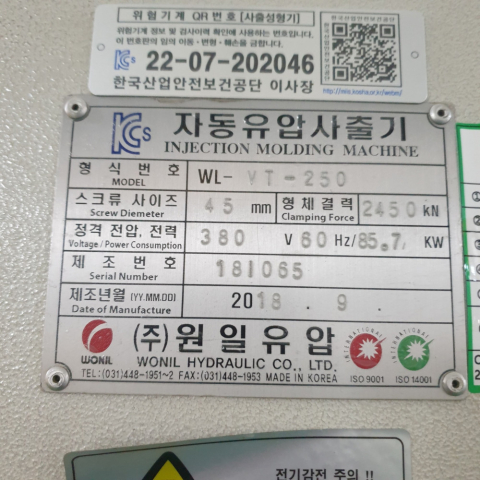 위험기계 QR 번호 [사출성형기]
위험기계 정보 및 검사이력 확인에 사용하는 번호입니다.
이 번호판의 임의 이동·변형·훼손을 금합니다.
KCs 22-07-202046
한국산업안전보건공단 이사장
KCs 자동유압사출기
INJECTION MOLDING MACHINE
형식번호 MODEL WL- VT-250
스크류 사이즈 Screw Diemeter 45 mm 형체결력 Clamping Force 2450 kN
정격 전압, 전력 Voltage / Power Consumption 380 V 60 Hz/ 85.7 KW
제조번호 Serial Number 181065
제조년월 (YY.MM.DD) Date of Manufacture 2018 . 9 .
WONIL (주)원일유압
WONIL HYDRAULIC CO., LTD.
TEL:(031)448-1951~2 FAX:(031)448-1953 MADE IN KOREA
INTERNATIONAL ISO 9001
INTERNATIONAL ISO 14001
전기감전 주의 !!